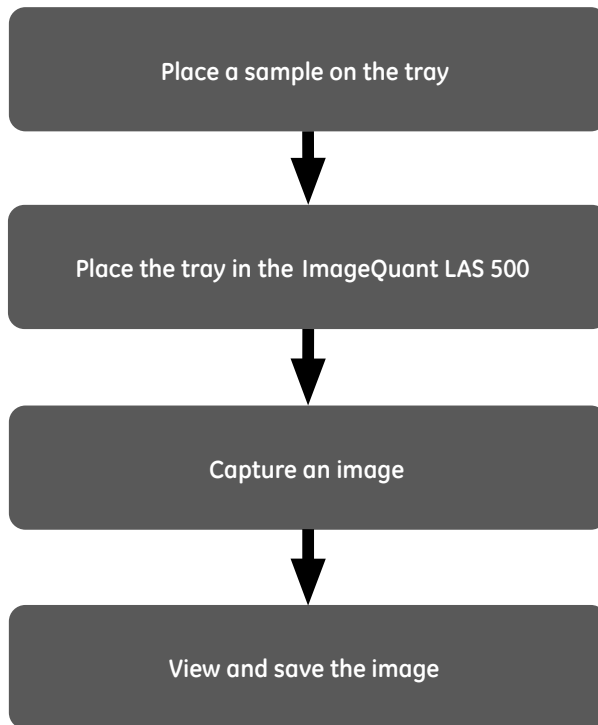 Place a sample on the tray
Place the tray in the ImageQuant LAS 500
Capture an image
View and save the image